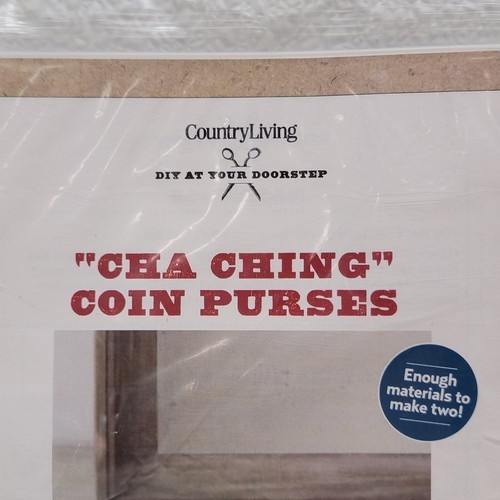 CountryLiving
DIY AT YOUR DOORSTEP
"CHA CHING"
COIN PURSES
Enough
materials to
make two!